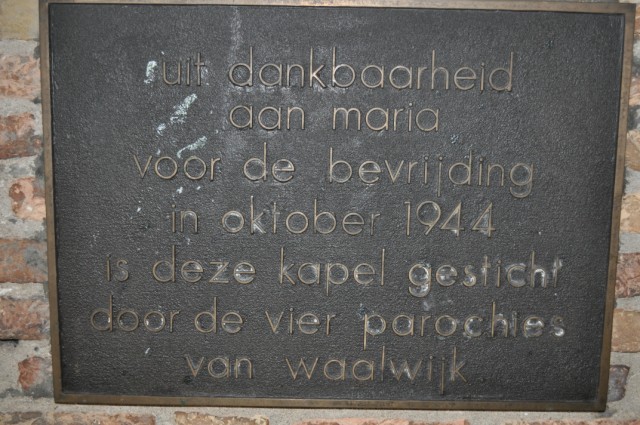 uit dankbaarheid
aan maria
voor de bevrijding
in oktober 1944
is deze kapel gesticht
door de vier parochies
van waalwijk